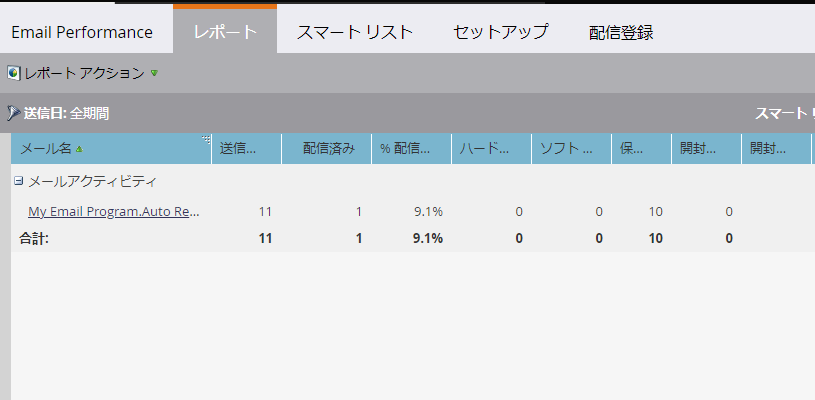 Email Performance レポート スマート リスト セットアップ 配信登録
レポート アクション
送信日: 全期間 スマート リ
メール名 送信... 配信済み % 配信... ハード... ソフト ... 保... 開封... 開封...
メールアクティビティ
My Email Program.Auto Re... 11 1 9.1% 0 0 10 0
合計: 11 1 9.1% 0 0 10 0